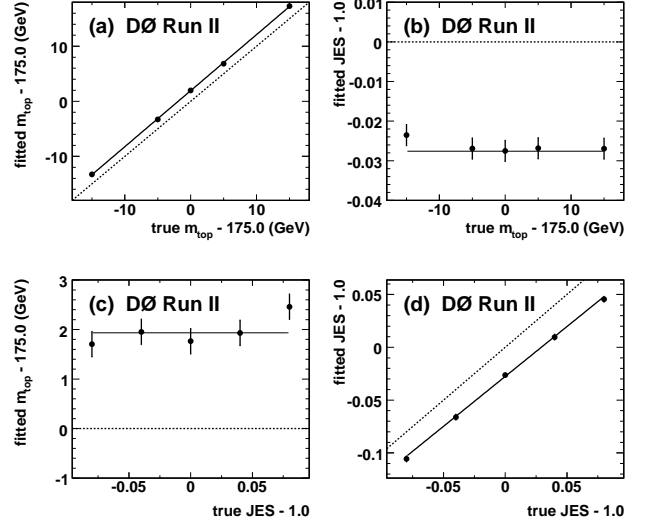 (a) DØ Run II
fitted m_top - 175.0 (GeV)
10
0
-10
-10 0 10
true m_top - 175.0 (GeV)
(b) DØ Run II
fitted JES - 1.0
0.01
0
-0.01
-0.02
-0.03
-0.04
-10 0 10
true m_top - 175.0 (GeV)
(c) DØ Run II
fitted m_top - 175.0 (GeV)
3
2
1
0
-1
-0.05 0 0.05
true JES - 1.0
(d) DØ Run II
fitted JES - 1.0
0.05
0
-0.05
-0.1
-0.05 0 0.05
true JES - 1.0